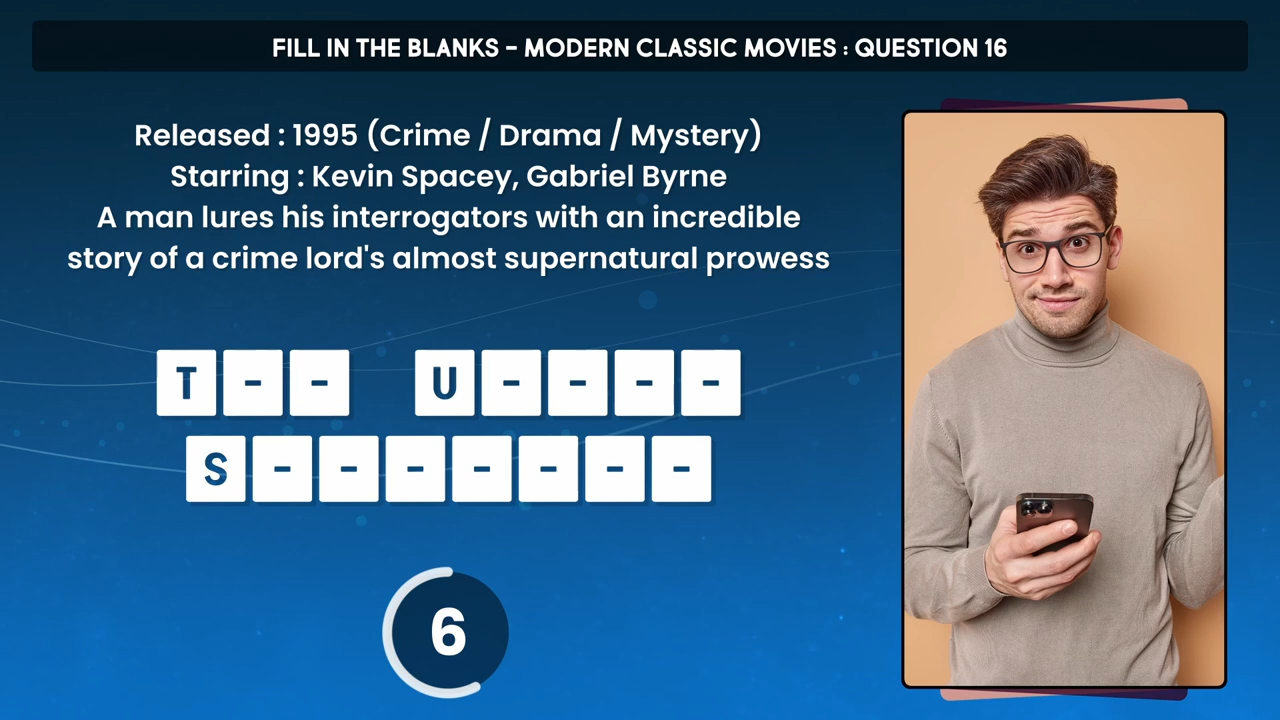 FILL IN THE BLANKS - MODERN CLASSIC MOVIES : QUESTION 16
Released : 1995 (Crime / Drama / Mystery)
Starring : Kevin Spacey, Gabriel Byrne
A man lures his interrogators with an incredible
story of a crime lord's almost supernatural prowess
T - - U - - - -
S - - - - - - -
6